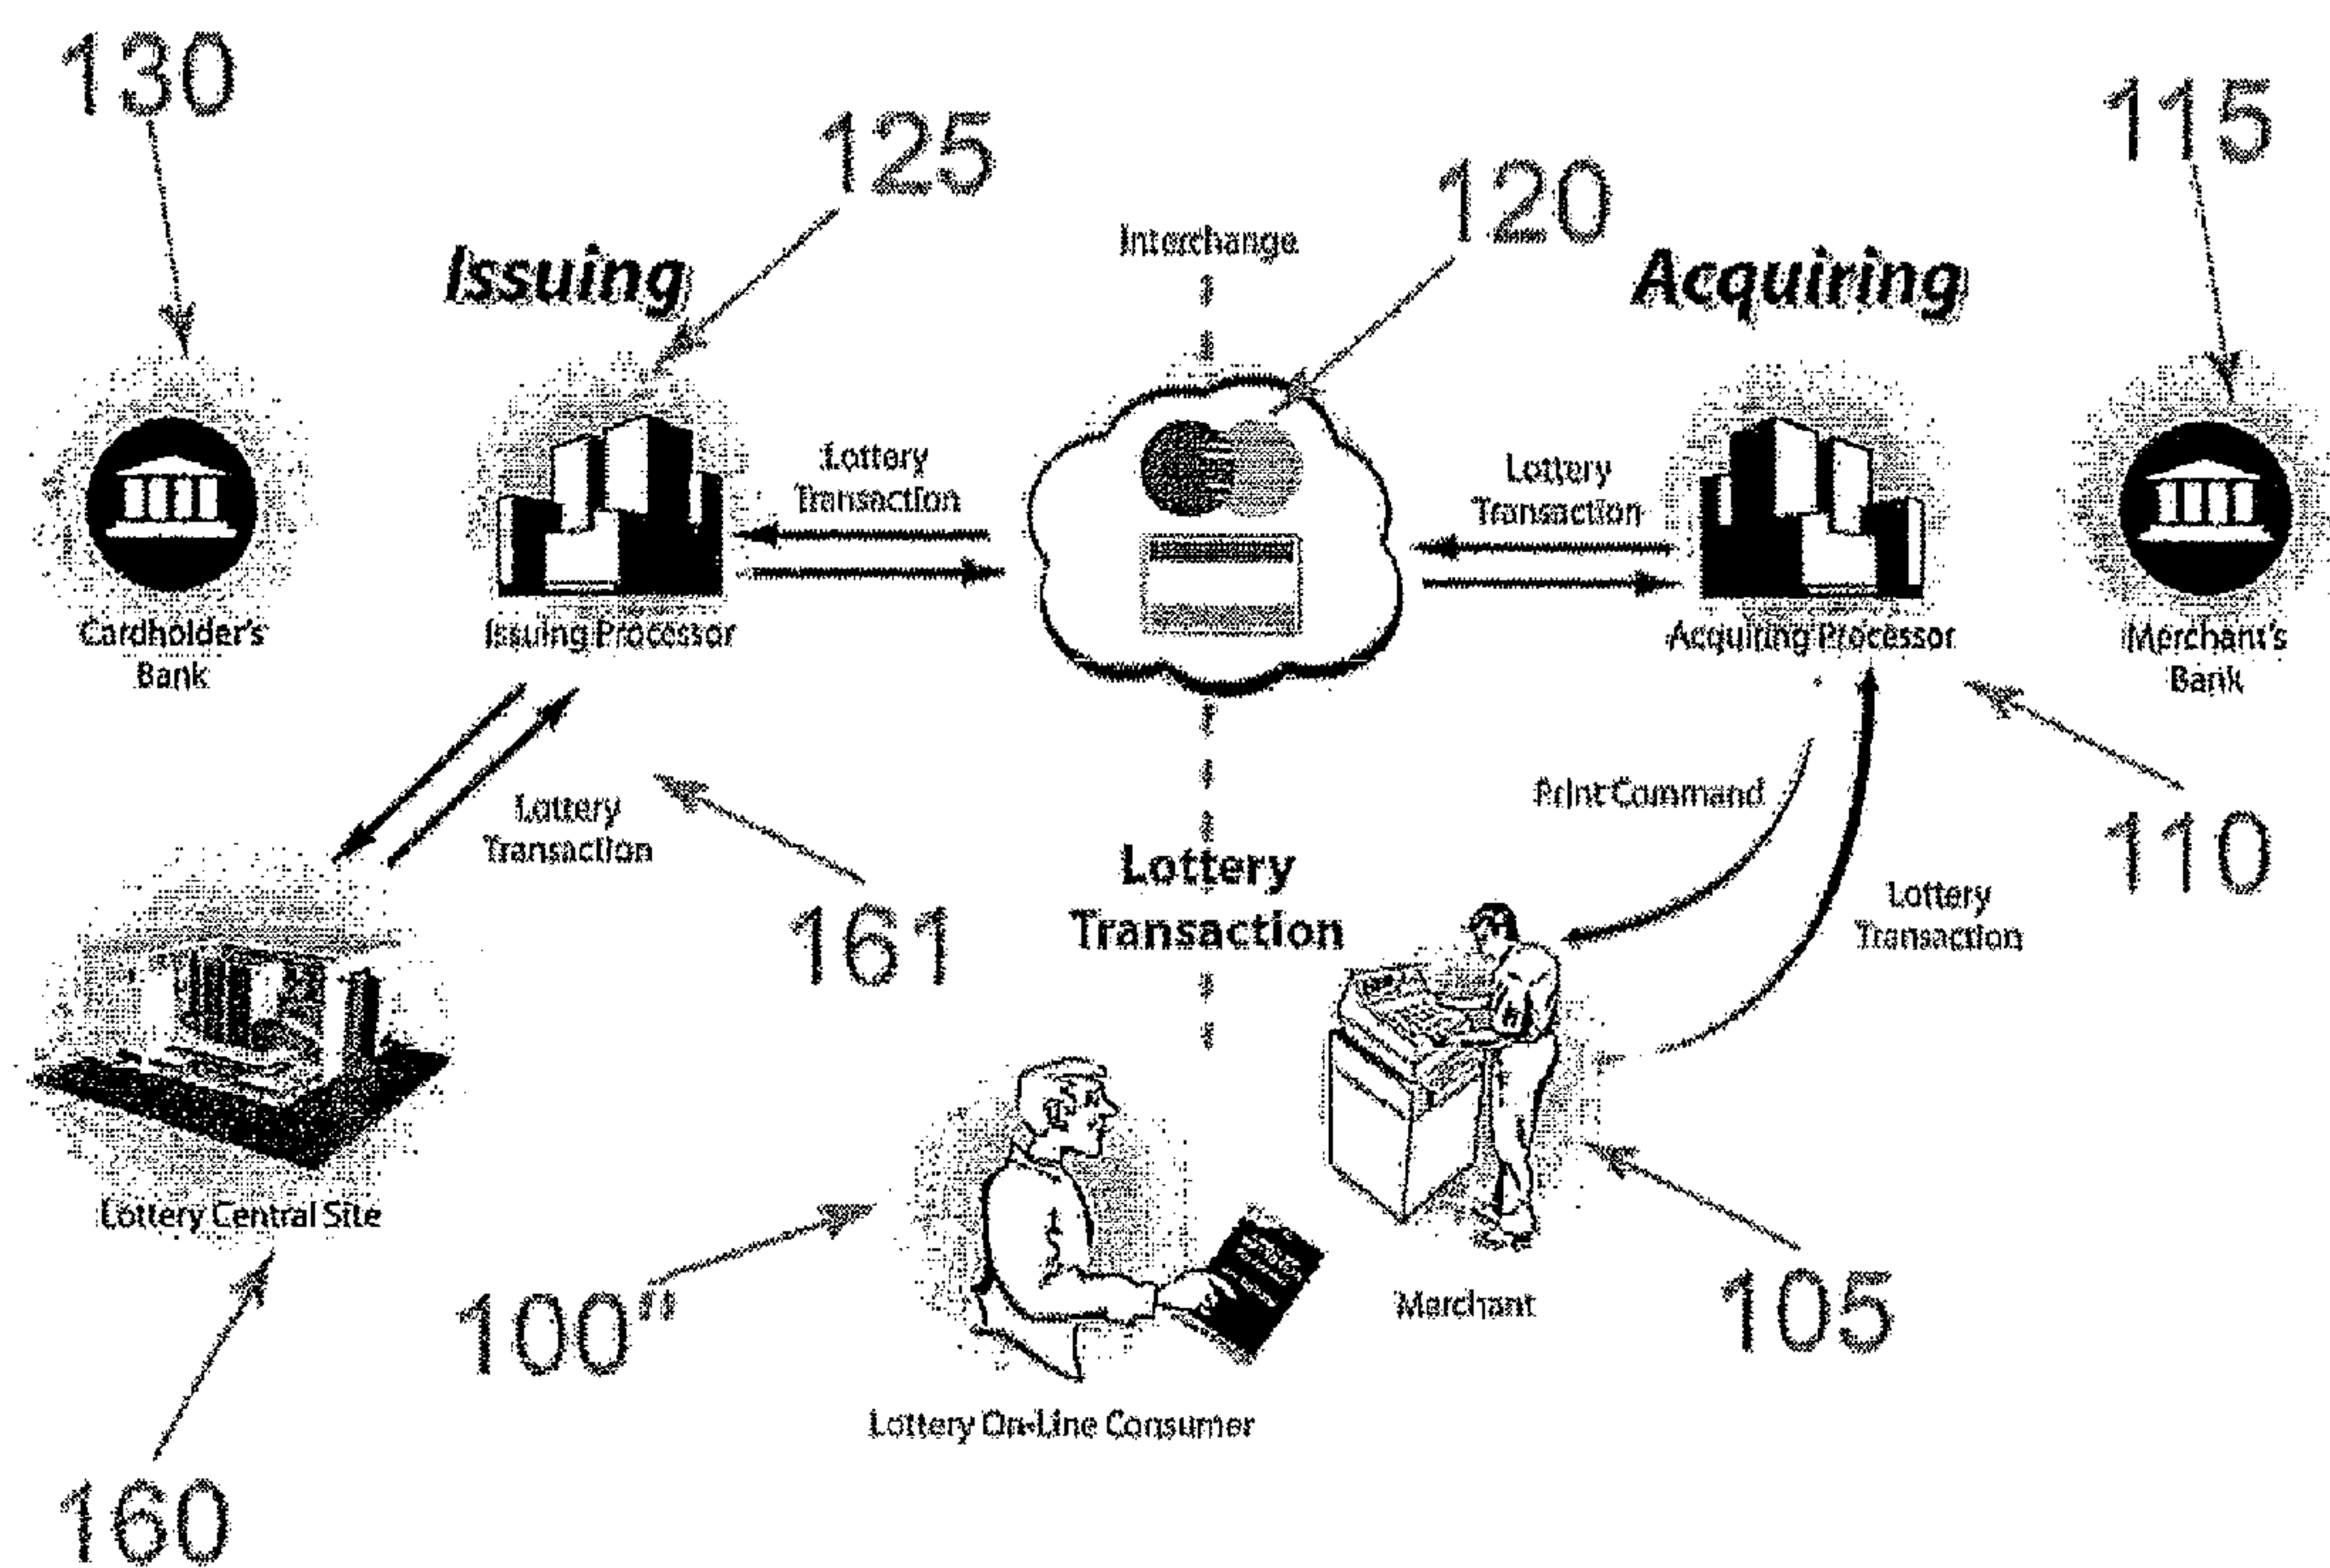 130
125
115
120
Interchange
Issuing
Acquiring
Lottery
Transaction
Lottery
Transaction
Cardholder's
Bank
Issuing Processor
Acquiring Processor
Merchant's
Bank
Print Command
Lottery
Transaction
110
Lottery
Transaction
Lottery
Transaction
161
Lottery Central Site
100"
Merchant
105
Lottery On-Line Consumer
160